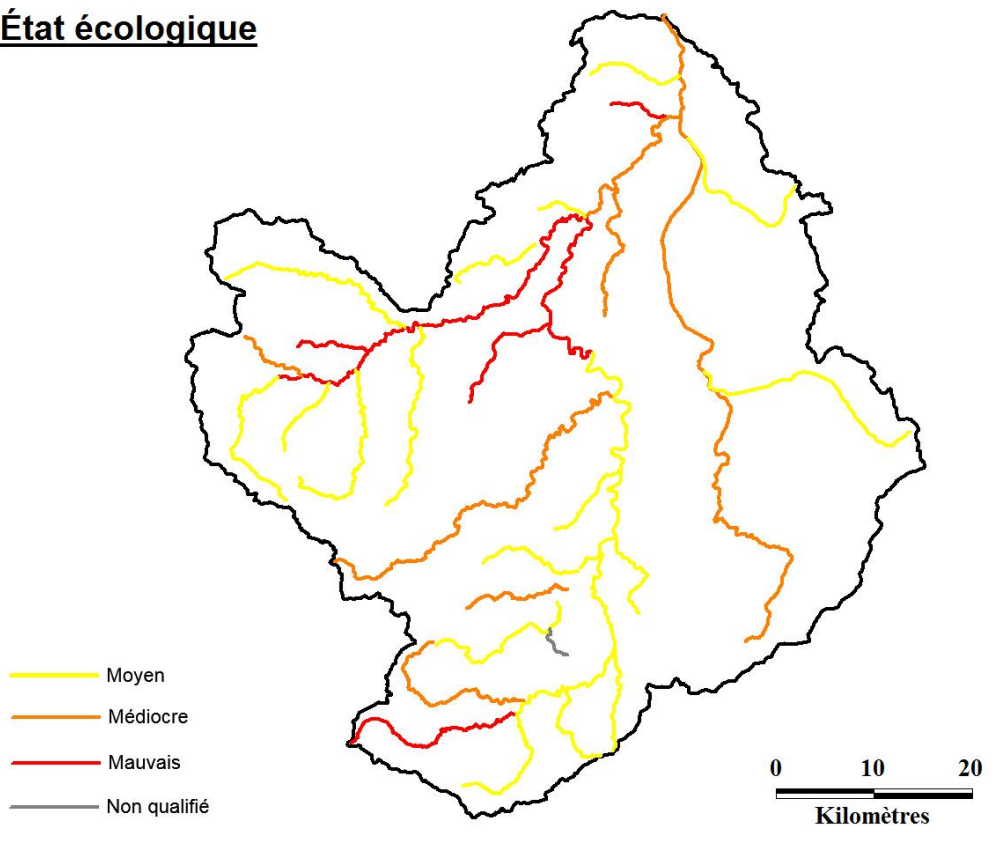 État écologique
Moyen
Médiocre
Mauvais
Non qualifié
0 10 20
Kilomètres